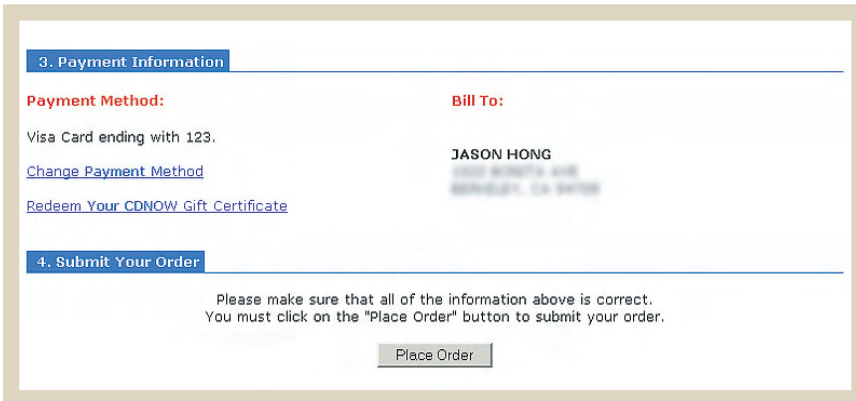 3. Payment Information
Payment Method:
Bill To:
Visa Card ending with 123.
JASON HONG
Change Payment Method
Redeem Your CDNOW Gift Certificate
4. Submit Your Order
Please make sure that all of the information above is correct.
You must click on the "Place Order" button to submit your order.
Place Order